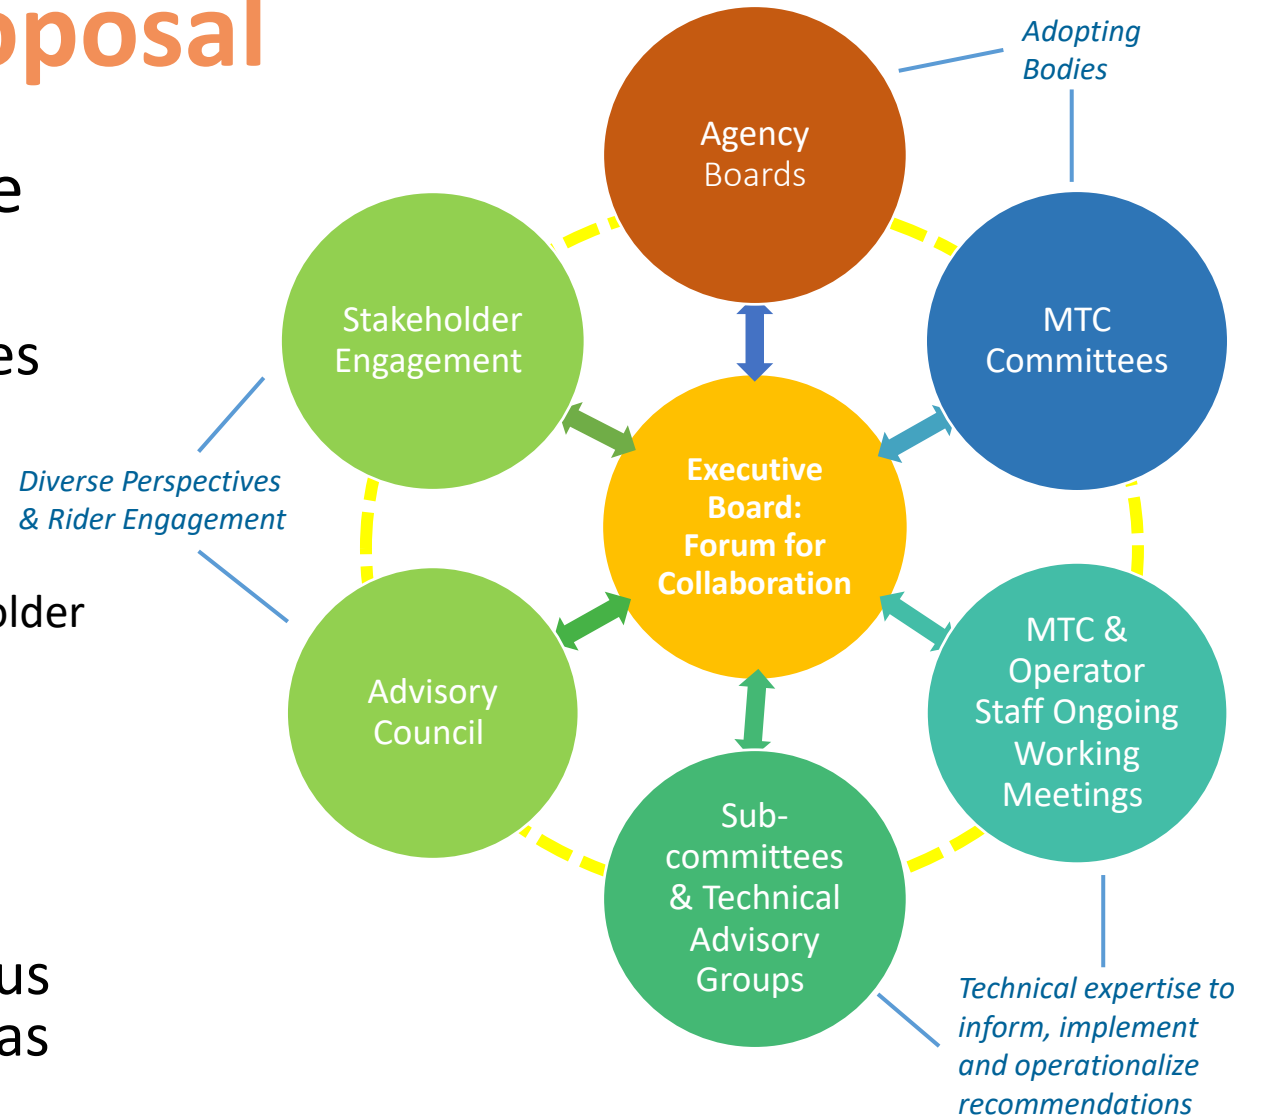 oposal
e
es
older
us
as
Adopting
Bodies
Agency
Boards
Stakeholder
Engagement
MTC
Committees
Diverse Perspectives
& Rider Engagement
Executive
Board:
Forum for
Collaboration
Advisory
Council
MTC &
Operator
Staff Ongoing
Working
Meetings
Sub-
committees
& Technical
Advisory
Groups
Technical expertise to
inform, implement
and operationalize
recommendations